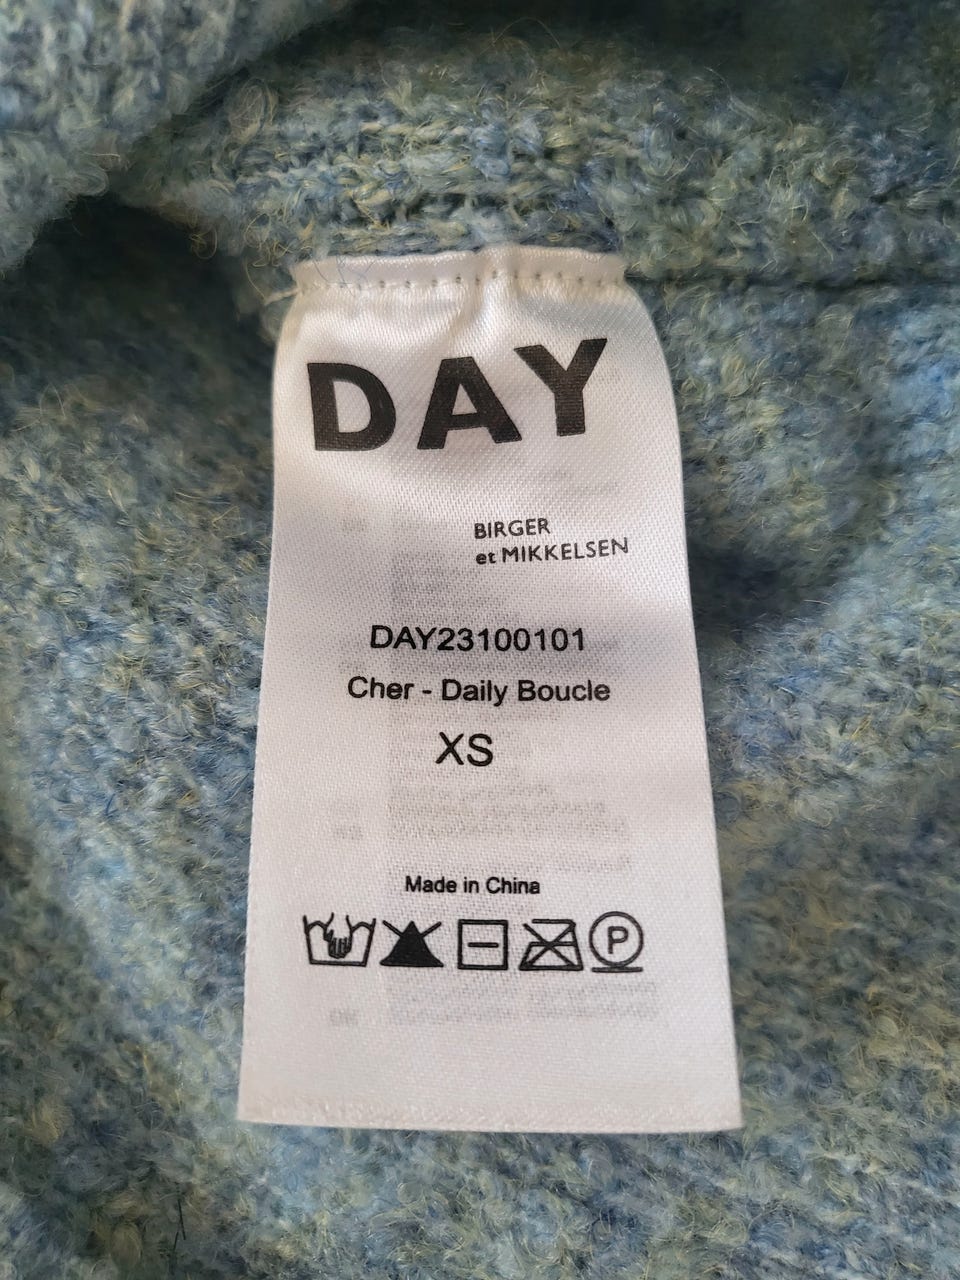 DAY
BIRGER
et MIKKELSEN
DAY23100101
Cher - Daily Boucle
XS
Made in China
P